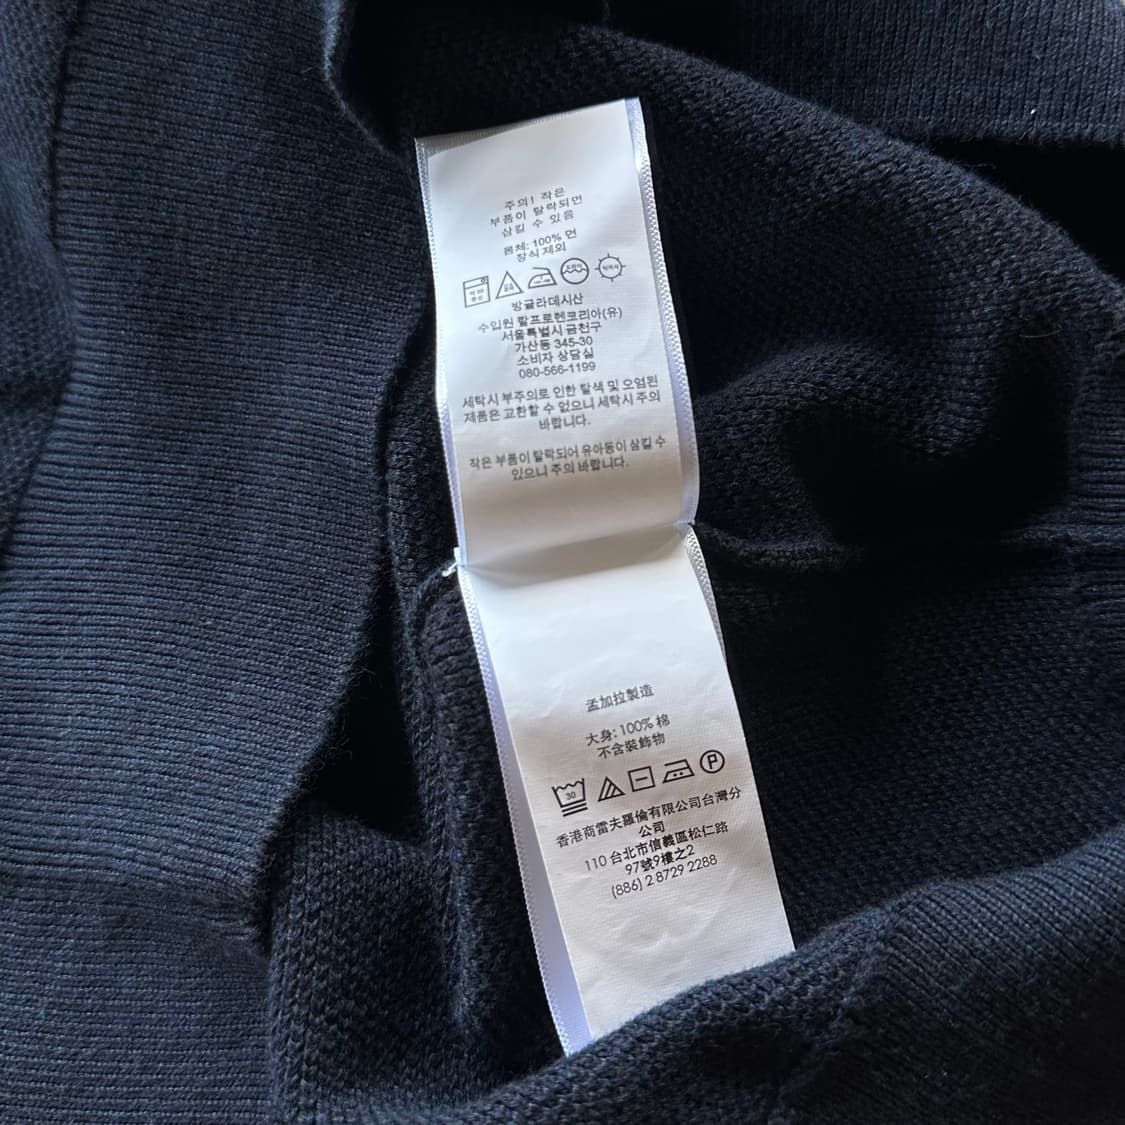 주의! 작은
부품이 탈락되면
삼킬 수 있음
몸체: 100% 면
장식 제외
방글라데시산
수입원 랄프로렌코리아(유)
서울특별시 금천구
가산동 345-30
소비자 상담실
080-566-1199
세탁시 부주의로 인한 탈색 및 오염된
제품은 교환할 수 없으니 세탁시 주의
바랍니다.
작은 부품이 탈락되어 유아동이 삼킬 수
있으니 주의 바랍니다.
孟加拉製造
大身: 100% 棉
不含裝飾物
30
P
香港商雷夫羅倫有限公司台灣分
公司
110 台北市信義區松仁路
97號9樓之2
(886) 2 8729 2288